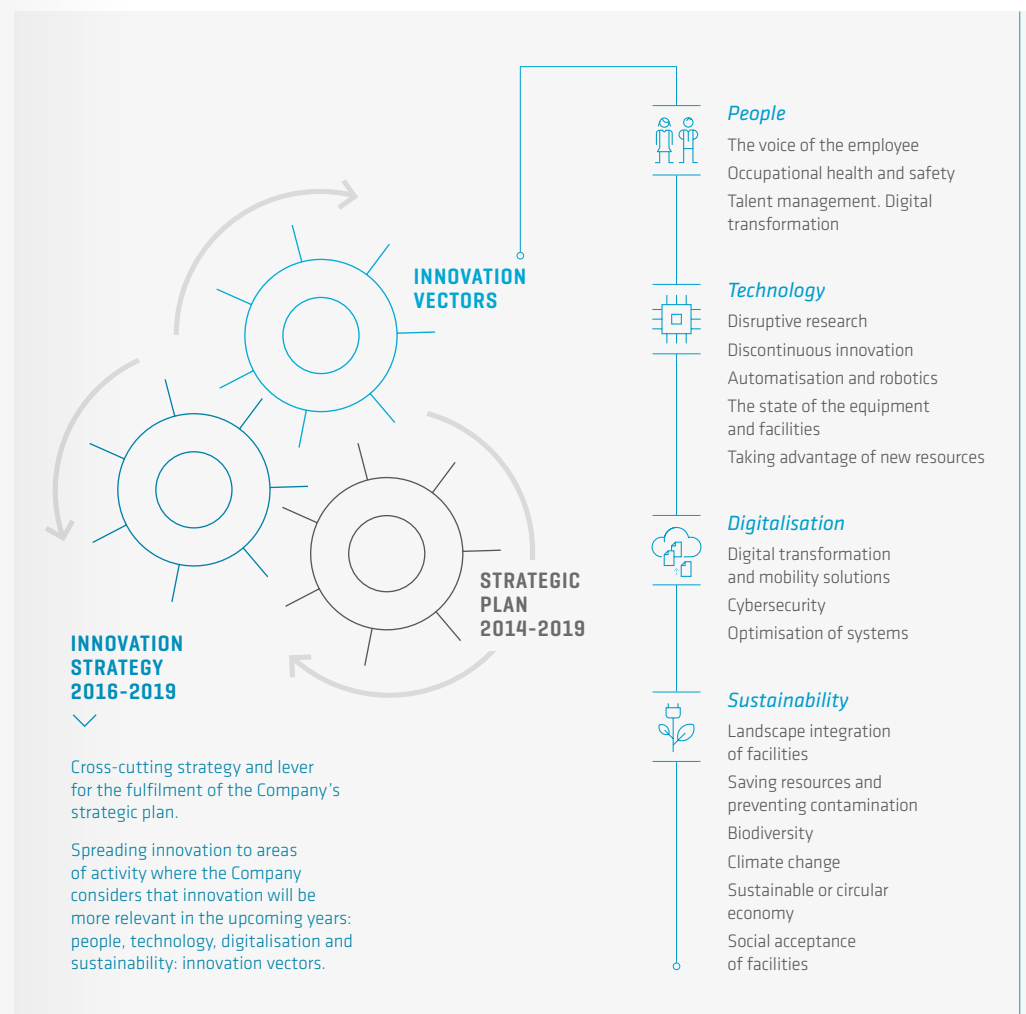 INNOVATION
VECTORS
STRATEGIC
PLAN
2014-2019
INNOVATION
STRATEGY
2016-2019
Cross-cutting strategy and lever
for the fulfilment of the Company’s
strategic plan.
Spreading innovation to areas
of activity where the Company
considers that innovation will be
more relevant in the upcoming years:
people, technology, digitalisation and
sustainability: innovation vectors.
People
The voice of the employee
Occupational health and safety
Talent management. Digital
transformation
Technology
Disruptive research
Discontinuous innovation
Automatisation and robotics
The state of the equipment
and facilities
Taking advantage of new resources
Digitalisation
Digital transformation
and mobility solutions
Cybersecurity
Optimisation of systems
Sustainability
Landscape integration
of facilities
Saving resources and
preventing contamination
Biodiversity
Climate change
Sustainable or circular
economy
Social acceptance
of facilities